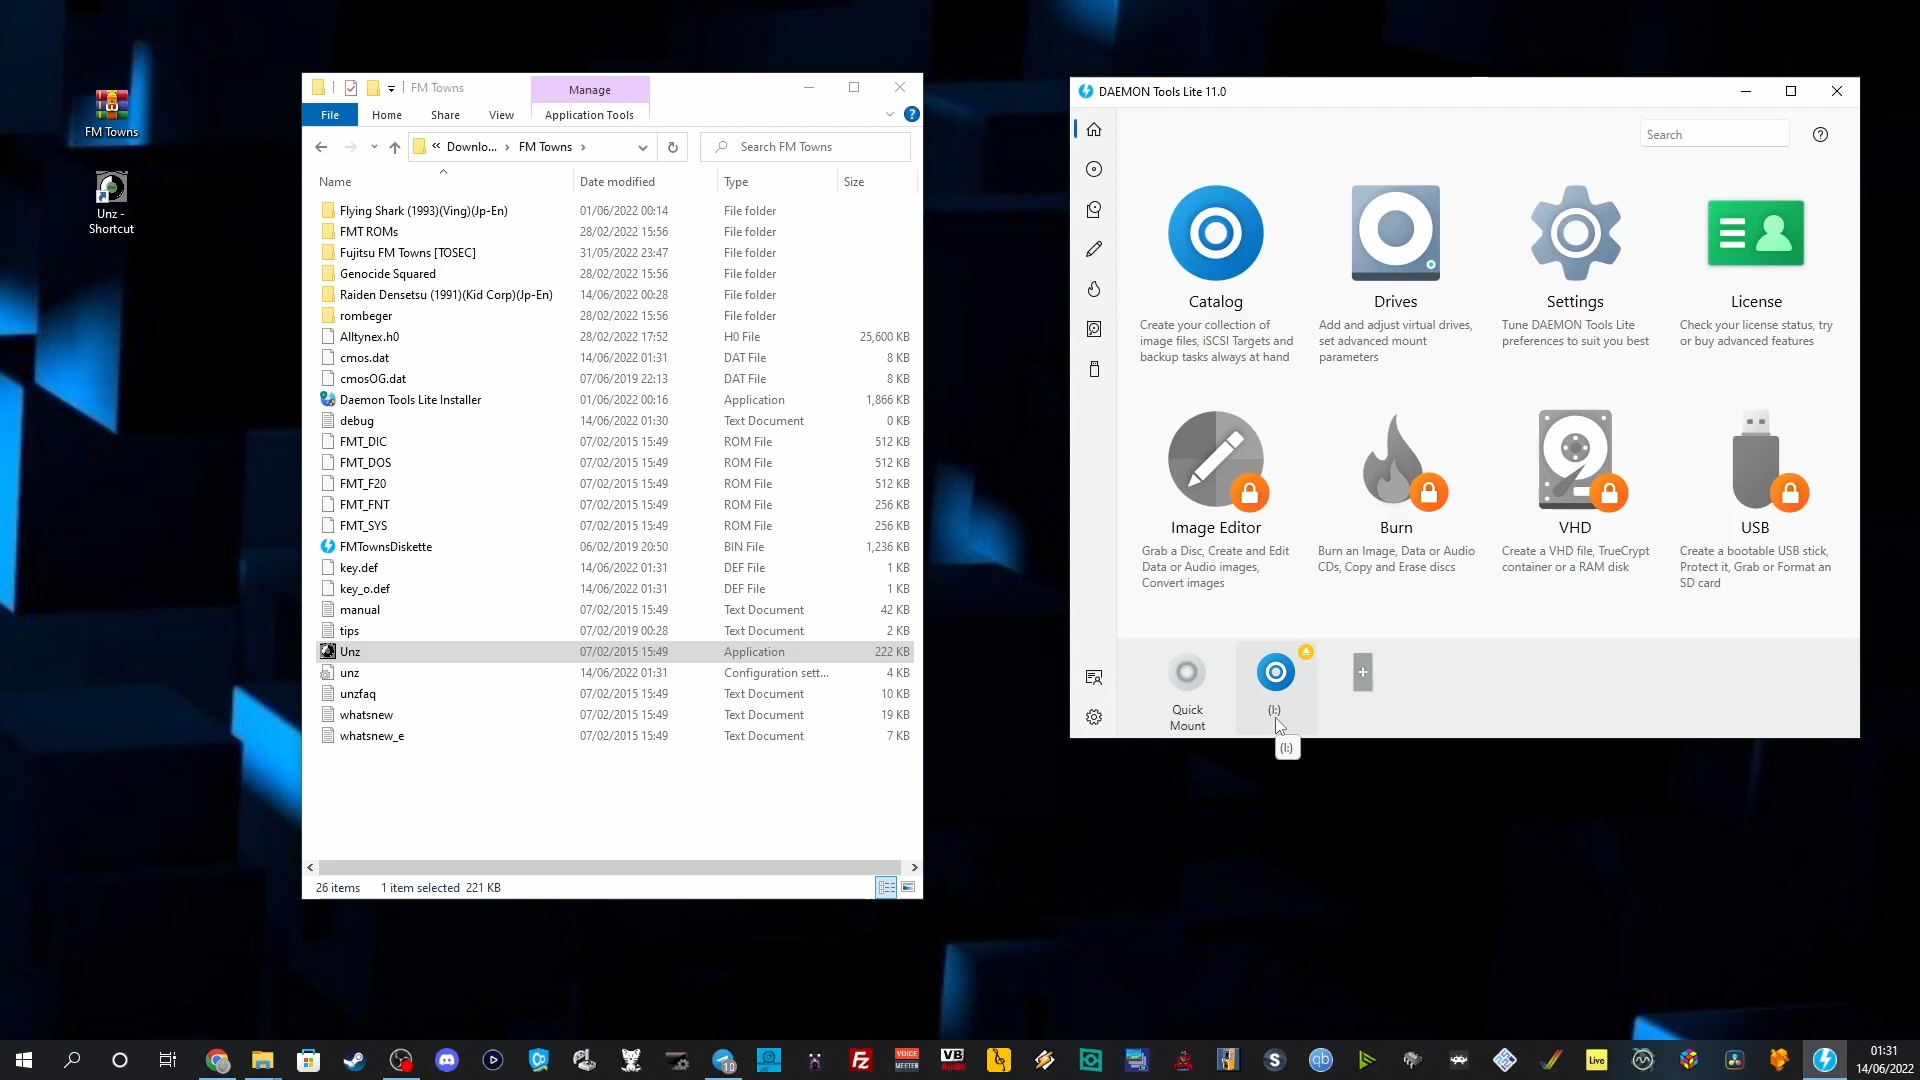 FM Towns
Unz -
Shortcut
FM Towns
Manage
File
Home
Share
View
Application Tools
« Downlo... › FM Towns ›
Search FM Towns
Name
Date modified
Type
Size
Flying Shark (1993)(Ving)(Jp-En) 01/06/2022 00:14 File folder
FMT ROMs 28/02/2022 15:56 File folder
Fujitsu FM Towns [TOSEC] 31/05/2022 23:47 File folder
Genocide Squared 28/02/2022 15:56 File folder
Raiden Densetsu (1991)(Kid Corp)(Jp-En) 14/06/2022 00:28 File folder
rombeger 28/02/2022 15:56 File folder
Alltynex.h0 28/02/2022 17:52 H0 File 25,600 KB
cmos.dat 14/06/2022 01:31 DAT File 8 KB
cmosOG.dat 07/06/2019 22:13 DAT File 8 KB
Daemon Tools Lite Installer 01/06/2022 00:16 Application 1,866 KB
debug 14/06/2022 01:30 Text Document 0 KB
FMT_DIC 07/02/2015 15:49 ROM File 512 KB
FMT_DOS 07/02/2015 15:49 ROM File 512 KB
FMT_F20 07/02/2015 15:49 ROM File 512 KB
FMT_FNT 07/02/2015 15:49 ROM File 256 KB
FMT_SYS 07/02/2015 15:49 ROM File 256 KB
FMTownsDiskette 06/02/2019 20:50 BIN File 1,236 KB
key.def 14/06/2022 01:31 DEF File 1 KB
key_o.def 14/06/2022 01:31 DEF File 1 KB
manual 07/02/2015 15:49 Text Document 42 KB
tips 07/02/2019 00:28 Text Document 2 KB
Unz 07/02/2015 15:49 Application 222 KB
unz 14/06/2022 01:31 Configuration sett... 4 KB
unzfaq 07/02/2015 15:49 Text Document 10 KB
whatsnew 07/02/2015 15:49 Text Document 19 KB
whatsnew_e 07/02/2015 15:49 Text Document 7 KB
26 items
1 item selected 221 KB
DAEMON Tools Lite 11.0
Search
Catalog
Create your collection of
image files, iSCSI Targets and
backup tasks always at hand
Drives
Add and adjust virtual drives,
set advanced mount
parameters
Settings
Tune DAEMON Tools Lite
preferences to suit you best
License
Check your license status, try
or buy advanced features
Image Editor
Grab a Disc, Create and Edit
Data or Audio images,
Convert images
Burn
Burn an Image, Data or Audio
CDs, Copy and Erase discs
VHD
Create a VHD file, TrueCrypt
container or a RAM disk
USB
Create a bootable USB stick,
Protect it, Grab or Format an
SD card
Quick
Mount
(I:)
(I:)
10
FZ
VOICE
MEETER
VB
Audio
S
qb
Live
01:31
14/06/2022